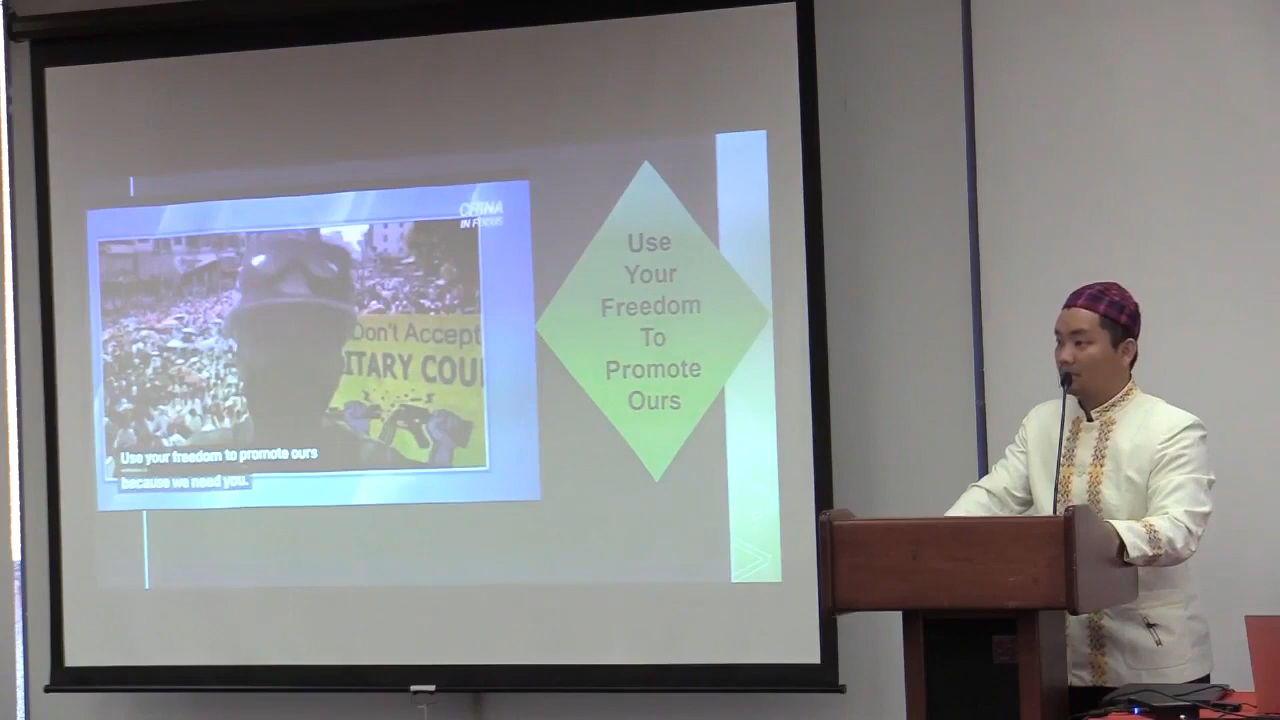 CHINA
IN FOCUS
Don't Accept
ITARY COU
Use your freedom to promote ours
because we need you.
Use
Your
Freedom
To
Promote
Ours